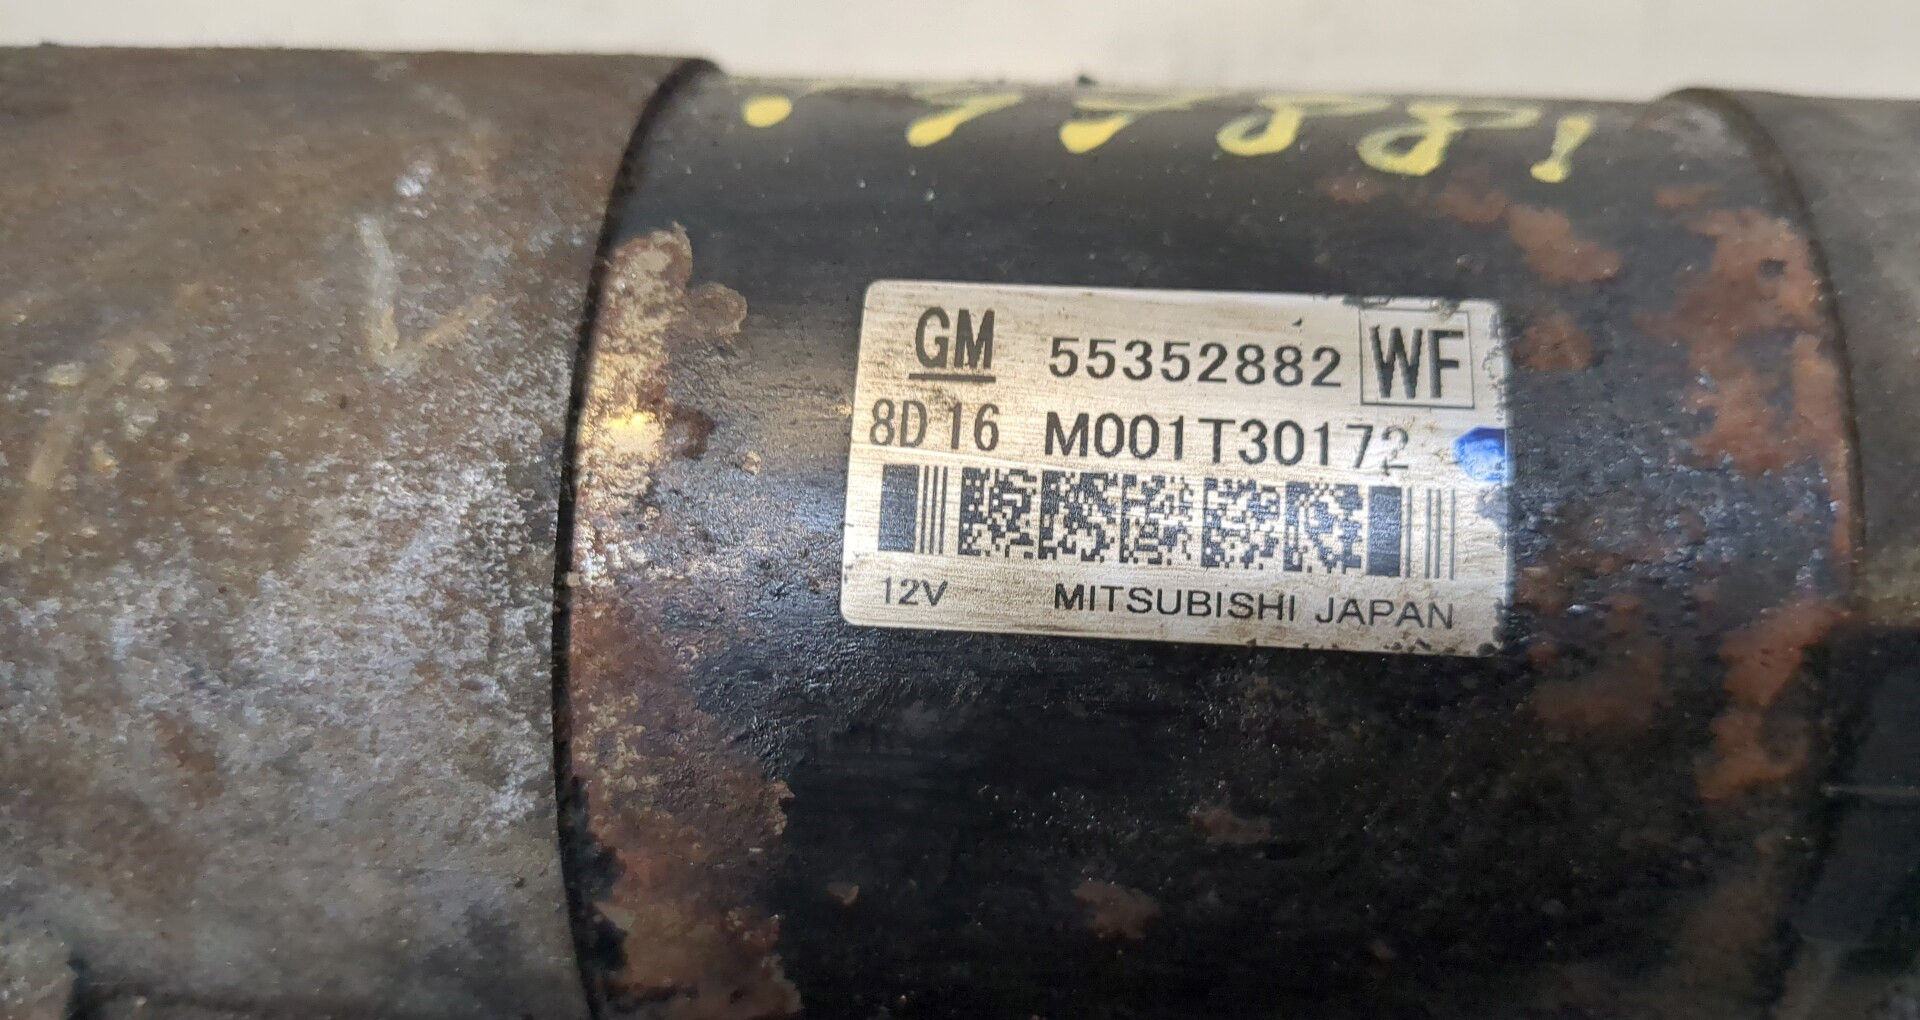 GM 55352882 WF
8D 16 M001T30172
12V MITSUBISHI JAPAN